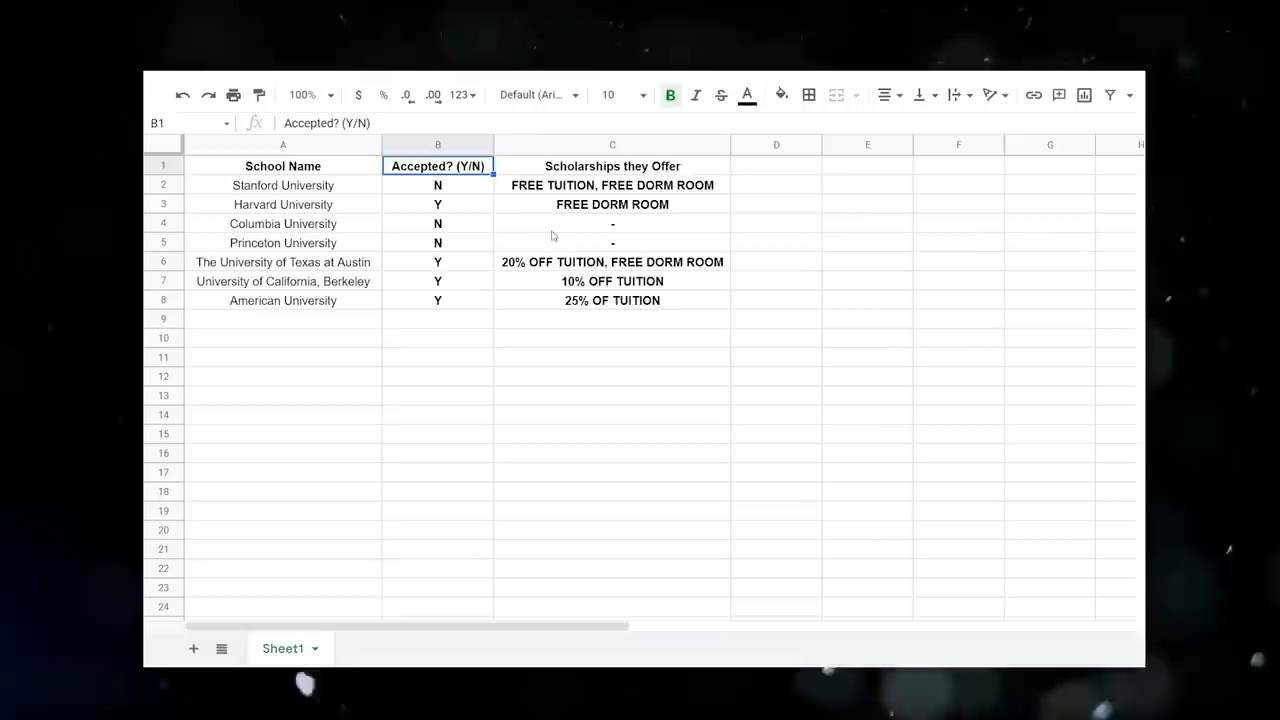 100% $ % .0 .00 123 Default (Ari... 10 B I S A
B1 fx Accepted? (Y/N)
A B C D E F G H
1 School Name Accepted? (Y/N) Scholarships they Offer
2 Stanford University N FREE TUITION, FREE DORM ROOM
3 Harvard University Y FREE DORM ROOM
4 Columbia University N -
5 Princeton University N -
6 The University of Texas at Austin Y 20% OFF TUITION, FREE DORM ROOM
7 University of California, Berkeley Y 10% OFF TUITION
8 American University Y 25% OF TUITION
9
10
11
12
13
14
15
16
17
18
19
20
21
22
23
24
Sheet1